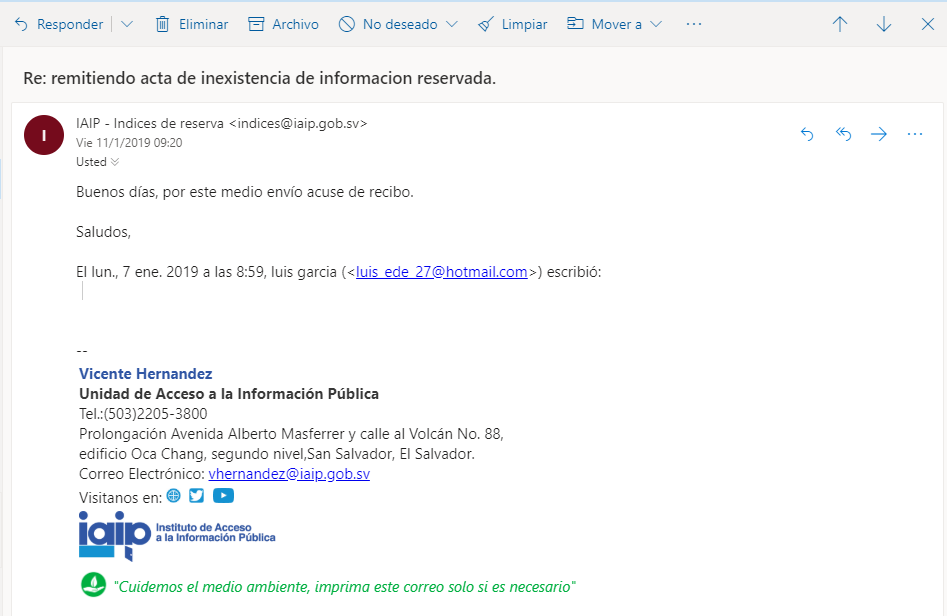 Responder Eliminar Archivo No deseado Limpiar Mover a ...
Re: remitiendo acta de inexistencia de informacion reservada.
I
IAIP - Indices de reserva <indices@iaip.gob.sv>
Vie 11/1/2019 09:20
Usted
Buenos días, por este medio envío acuse de recibo.
Saludos,
El lun., 7 ene. 2019 a las 8:59, luis garcia (<luis_ede_27@hotmail.com>) escribió:
--
Vicente Hernandez
Unidad de Acceso a la Información Pública
Tel.:(503)2205-3800
Prolongación Avenida Alberto Masferrer y calle al Volcán No. 88,
edificio Oca Chang, segundo nivel,San Salvador, El Salvador.
Correo Electrónico: vhernandez@iaip.gob.sv
Visitanos en:
iaip Instituto de Acceso
a la Información Pública
"Cuidemos el medio ambiente, imprima este correo solo si es necesario"